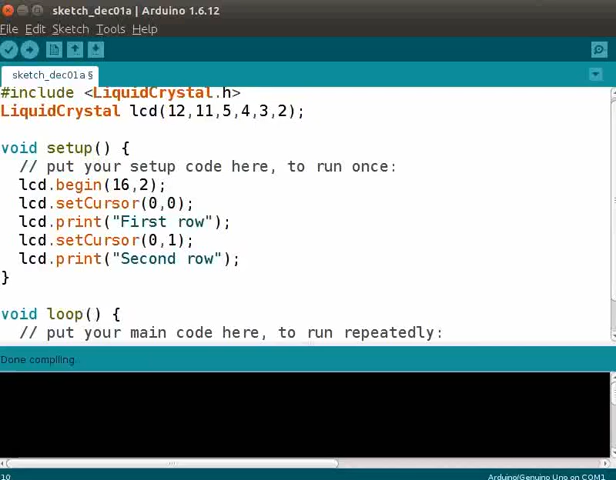 sketch_dec01a | Arduino 1.6.12
File Edit Sketch Tools Help
sketch_dec01a §
#include <LiquidCrystal.h>
LiquidCrystal lcd(12,11,5,4,3,2);
void setup() {
// put your setup code here, to run once:
lcd.begin(16,2);
lcd.setCursor(0,0);
lcd.print("First row");
lcd.setCursor(0,1);
lcd.print("Second row");
}
void loop() {
// put your main code here, to run repeatedly:
Done compiling.
10
Arduino/Genuino Uno on COM1